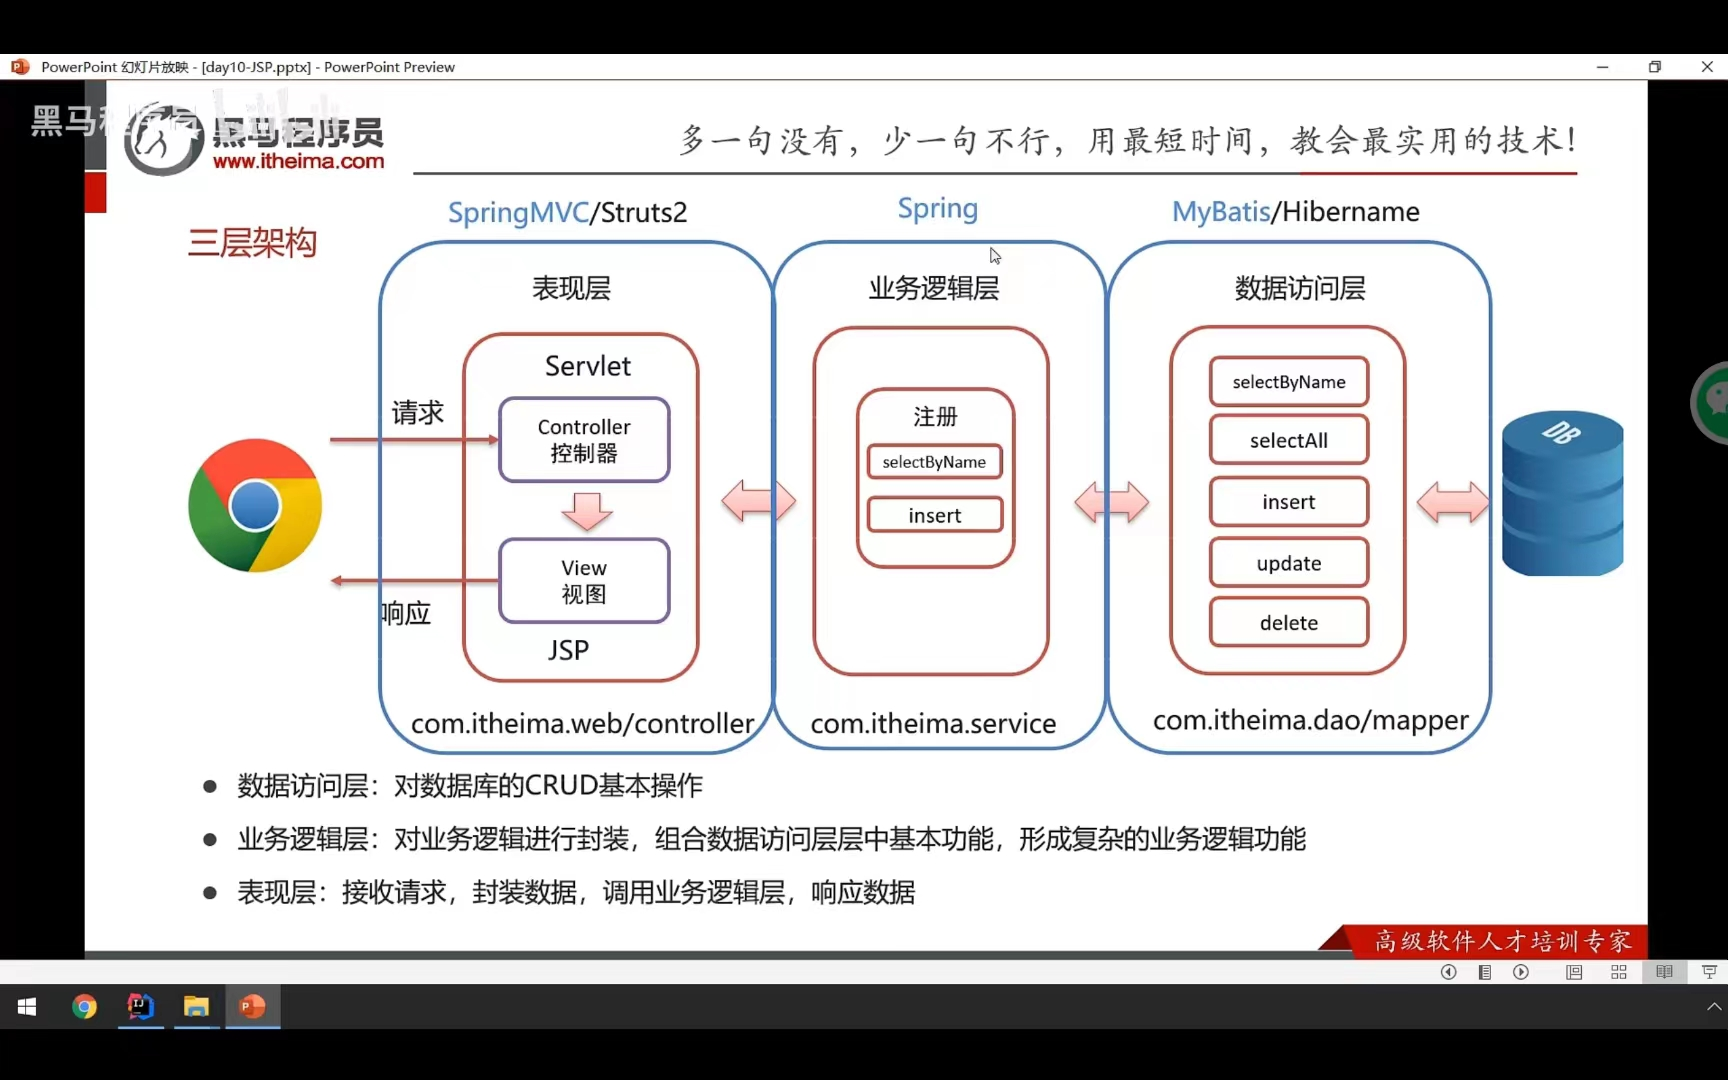 PowerPoint 幻灯片放映 - [day10-JSP.pptx] - PowerPoint Preview
黑马程序员
www.itheima.com
多一句没有，少一句不行，用最短时间，教会最实用的技术！
三层架构
SpringMVC/Struts2
Spring
MyBatis/Hibername
表现层
业务逻辑层
数据访问层
请求
Servlet
Controller
控制器
View
视图
JSP
响应
注册
selectByName
insert
selectByName
selectAll
insert
update
delete
DB
com.itheima.web/controller
com.itheima.service
com.itheima.dao/mapper
● 数据访问层：对数据库的CRUD基本操作
● 业务逻辑层：对业务逻辑进行封装，组合数据访问层层中基本功能，形成复杂的业务逻辑功能
● 表现层：接收请求，封装数据，调用业务逻辑层，响应数据
高级软件人才培训专家